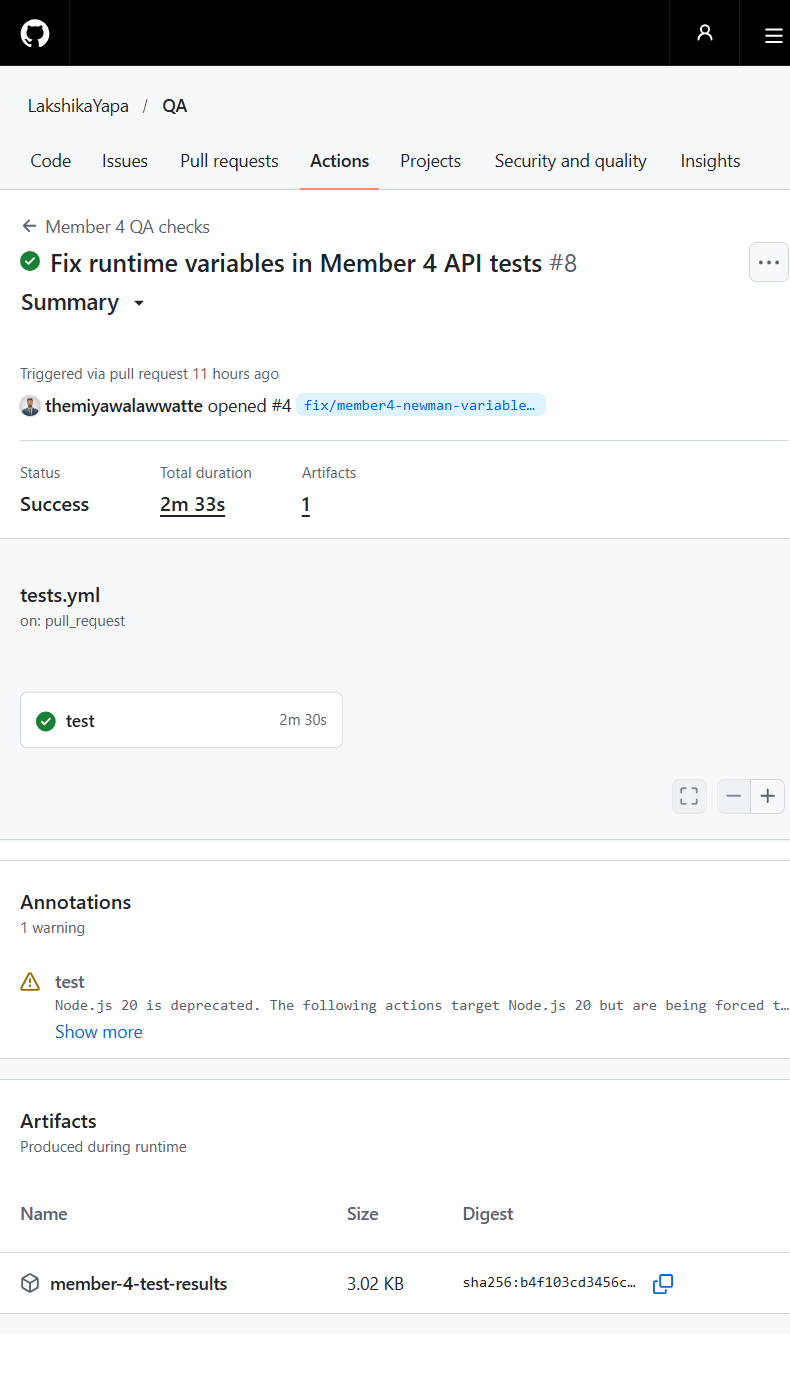 LakshikaYapa / QA
Code Issues Pull requests Actions Projects Security and quality Insights
Member 4 QA checks
Fix runtime variables in Member 4 API tests #8
Summary
Triggered via pull request 11 hours ago
themiyawalawwatte opened #4 fix/member4-newman-variable…
Status Total duration Artifacts
Success 2m 33s 1
tests.yml
on: pull_request
test 2m 30s
Annotations
1 warning
test
Node.js 20 is deprecated. The following actions target Node.js 20 but are being forced t…
Show more
Artifacts
Produced during runtime
Name Size Digest
member-4-test-results 3.02 KB sha256:b4f103cd3456c…